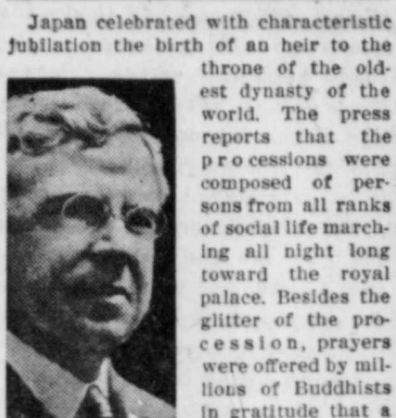 Japan celebrated with characteristic
jubilation the birth of an heir to the
throne of the old-
est dynasty of the
world. The press
reports that the
processions were
composed of per-
sons from all ranks
of social life march-
ing all night long
toward the royal
palace. Besides the
glitter of the pro-
cession, prayers
were offered by mil-
lions of Buddhists
in gratitude that a